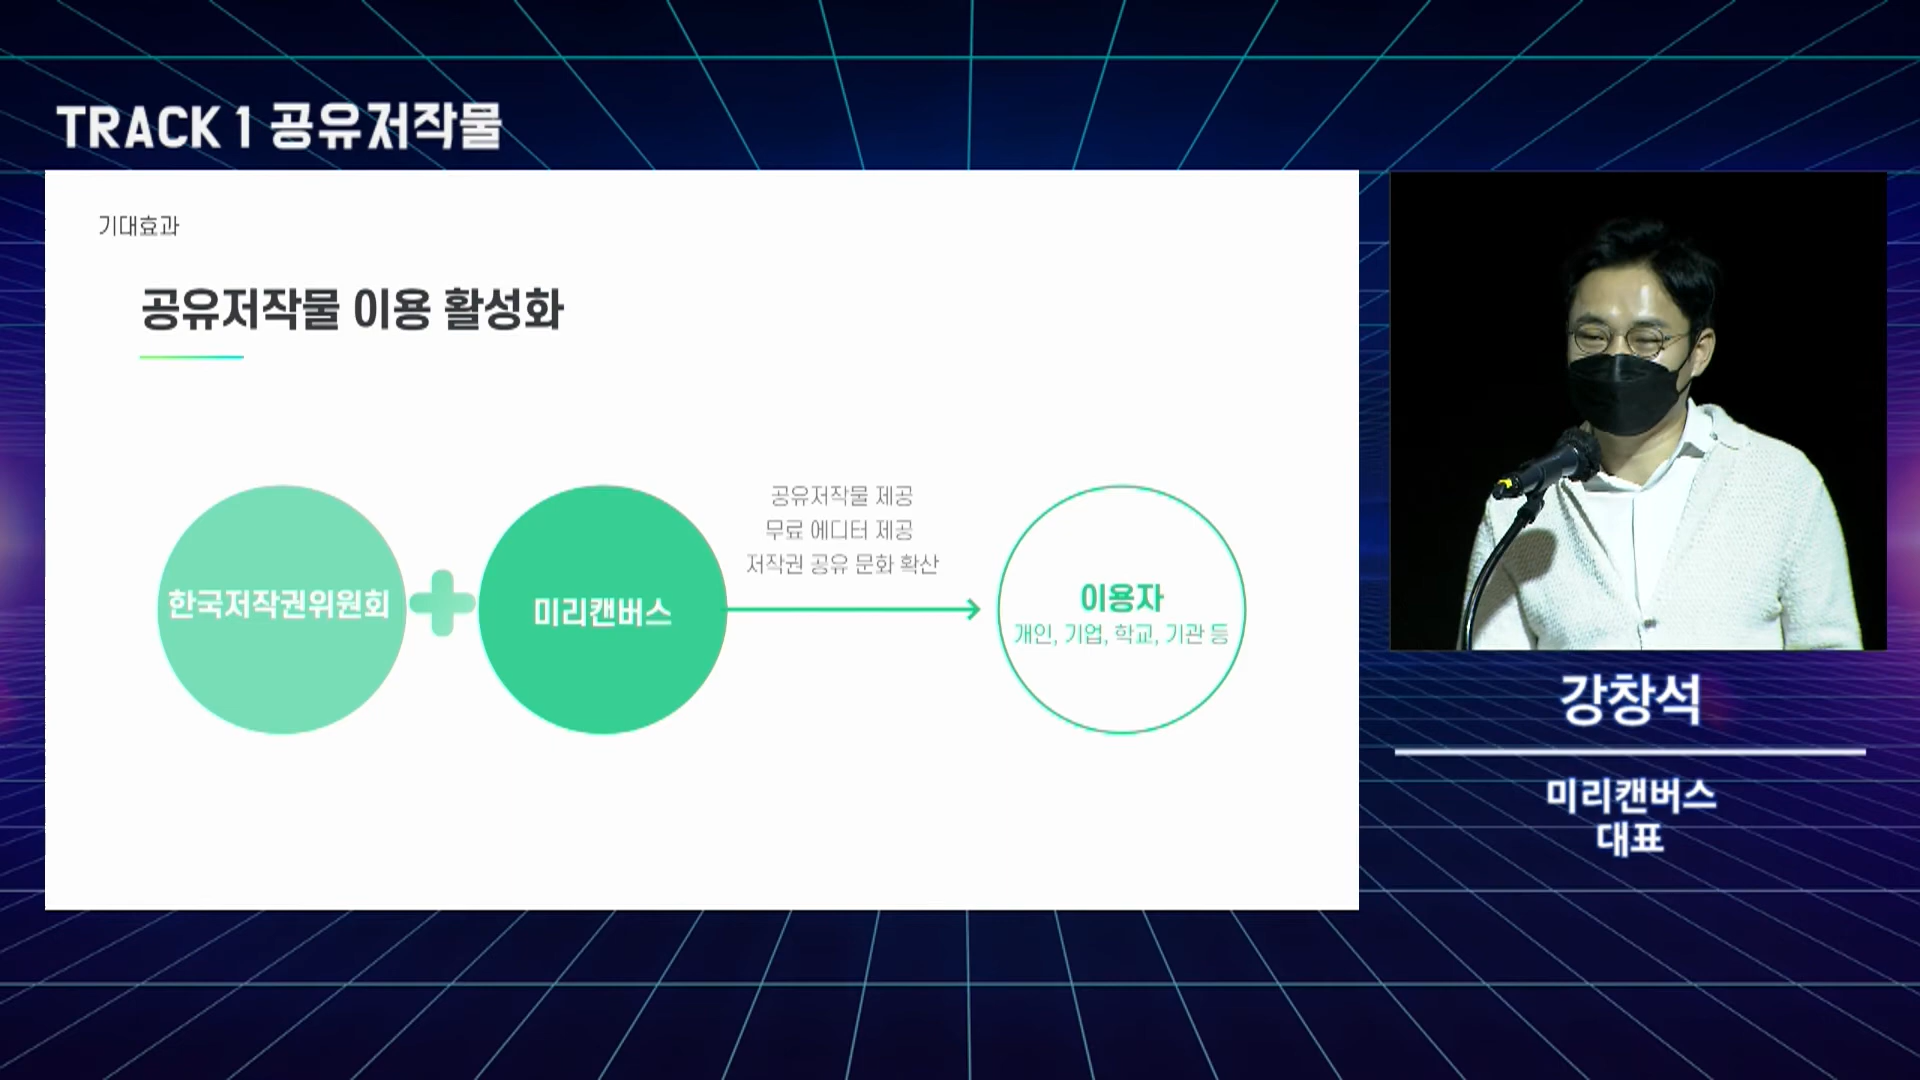 TRACK 1 공유저작물
기대효과
공유저작물 이용 활성화
한국저작권위원회
미리캔버스
공유저작물 제공
무료 에디터 제공
저작권 공유 문화 확산
이용자
개인, 기업, 학교, 기관 등
강창석
미리캔버스
대표